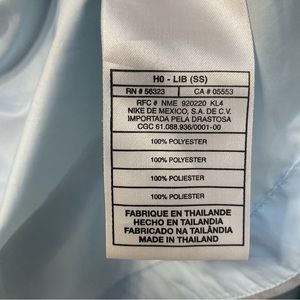 H0 - LIB (SS)
RN # 56323 CA # 05553
RFC # NME 920220 KL4
NIKE DE MEXICO, S.A. DE C.V.
IMPORTADA PELA DRASTOSA
CGC 61.088.936/0001-00
100% POLYESTER
100% POLIESTER
100% POLIÉSTER
100% POLYESTER
FABRIQUE EN THAILANDE
HECHO EN TAILANDIA
FABRICADO NA TAILÂNDIA
MADE IN THAILAND